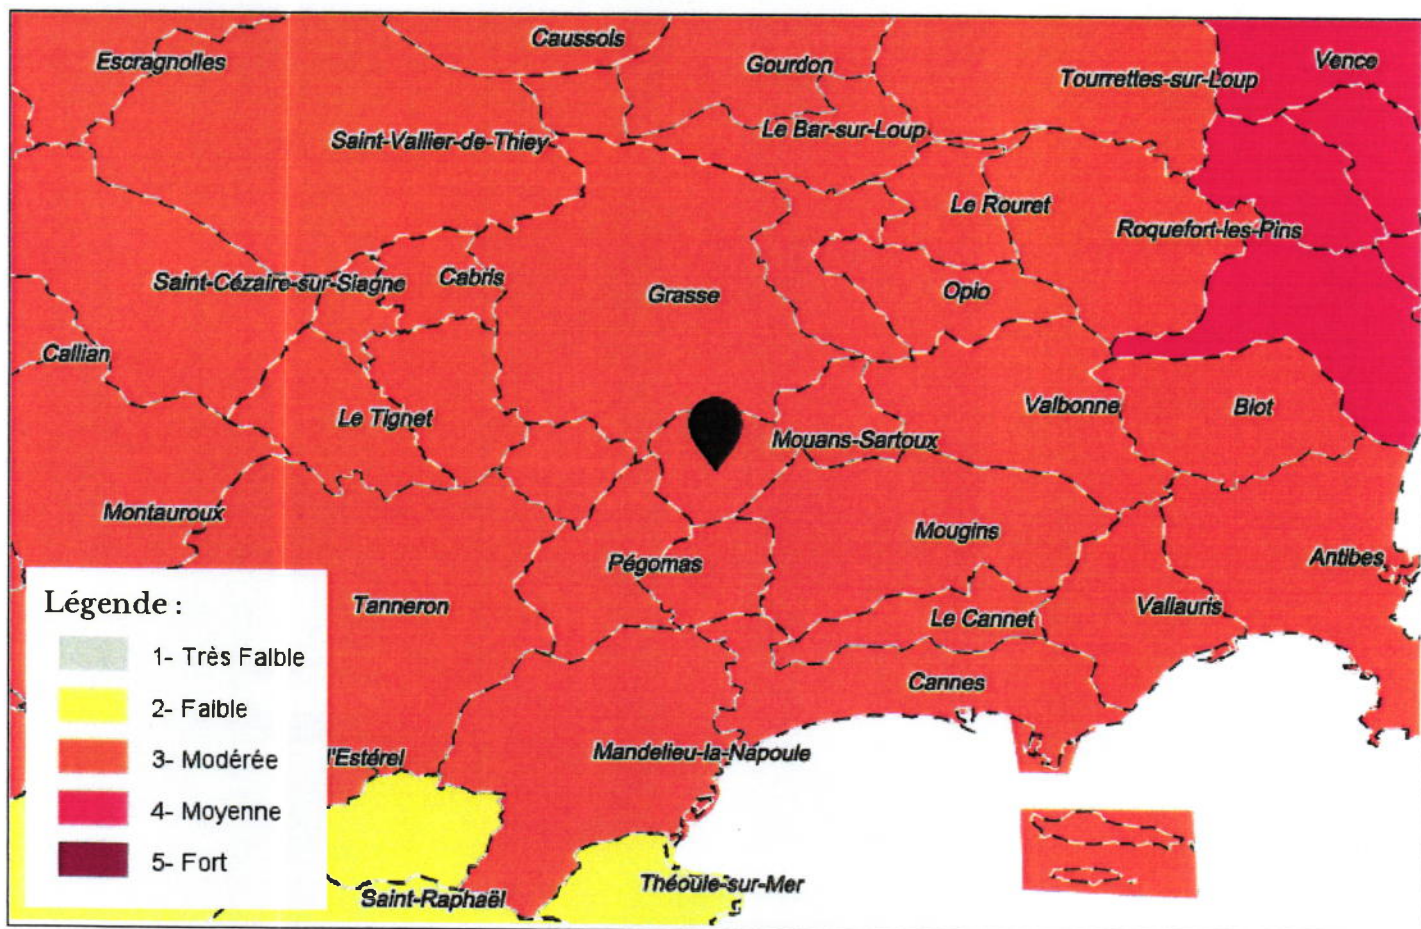 Caussols
Escragnolles
Gourdon
Vence
Tourrettes-sur-Loup
Saint-Vallier-de-Thiey
Le Bar-sur-Loup
Le Rouret
Roquefort-les-Pins
Saint-Cézaire-sur-Siagne
Cabris
Grasse
Opio
Callian
Le Tignet
Mouans-Sartoux
Valbonne
Biot
Montauroux
Mougins
Pégomas
Antibes
Tanneron
Le Cannet
Vallauris
Cannes
l'Estérel
Mandelieu-la-Napoule
Saint-Raphaël
Théoule-sur-Mer
Légende :
1- Très Faible
2- Faible
3- Modérée
4- Moyenne
5- Fort